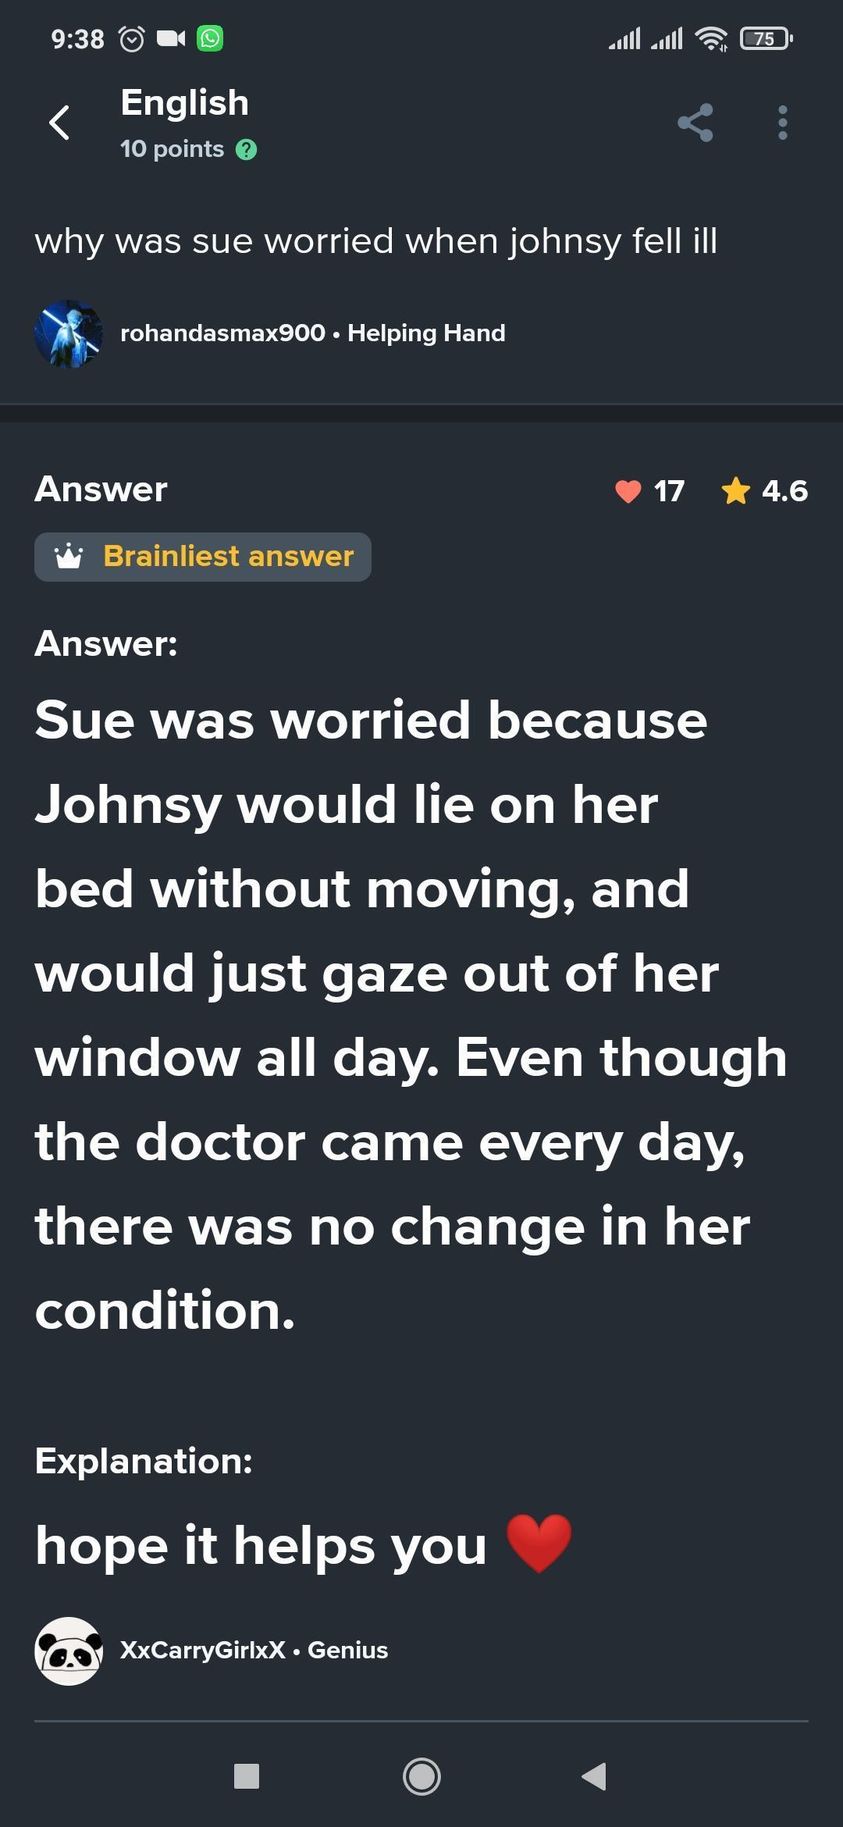 9:38
75
English
10 points ?
why was sue worried when johnsy fell ill
rohandasmax900 • Helping Hand
Answer
17 4.6
Brainliest answer
Answer:
Sue was worried because
Johnsy would lie on her
bed without moving, and
would just gaze out of her
window all day. Even though
the doctor came every day,
there was no change in her
condition.
Explanation:
hope it helps you ❤️
XxCarryGirlxX • Genius